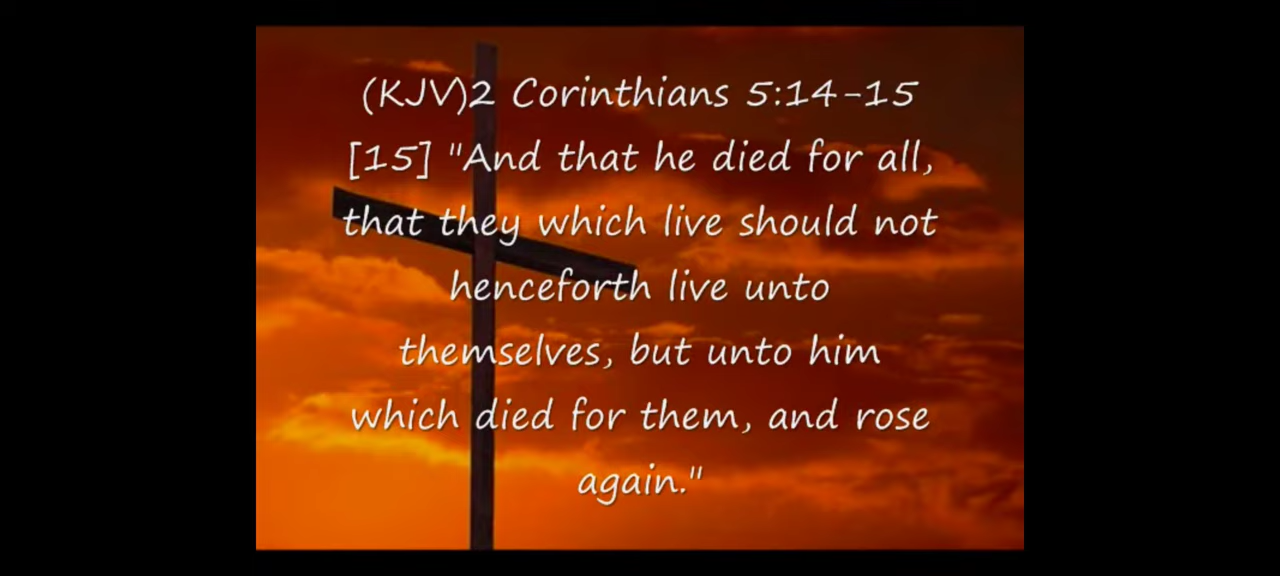 (KJV)2 Corinthians 5:14-15
[15] "And that he died for all,
that they which live should not
henceforth live unto
themselves, but unto him
which died for them, and rose
again."